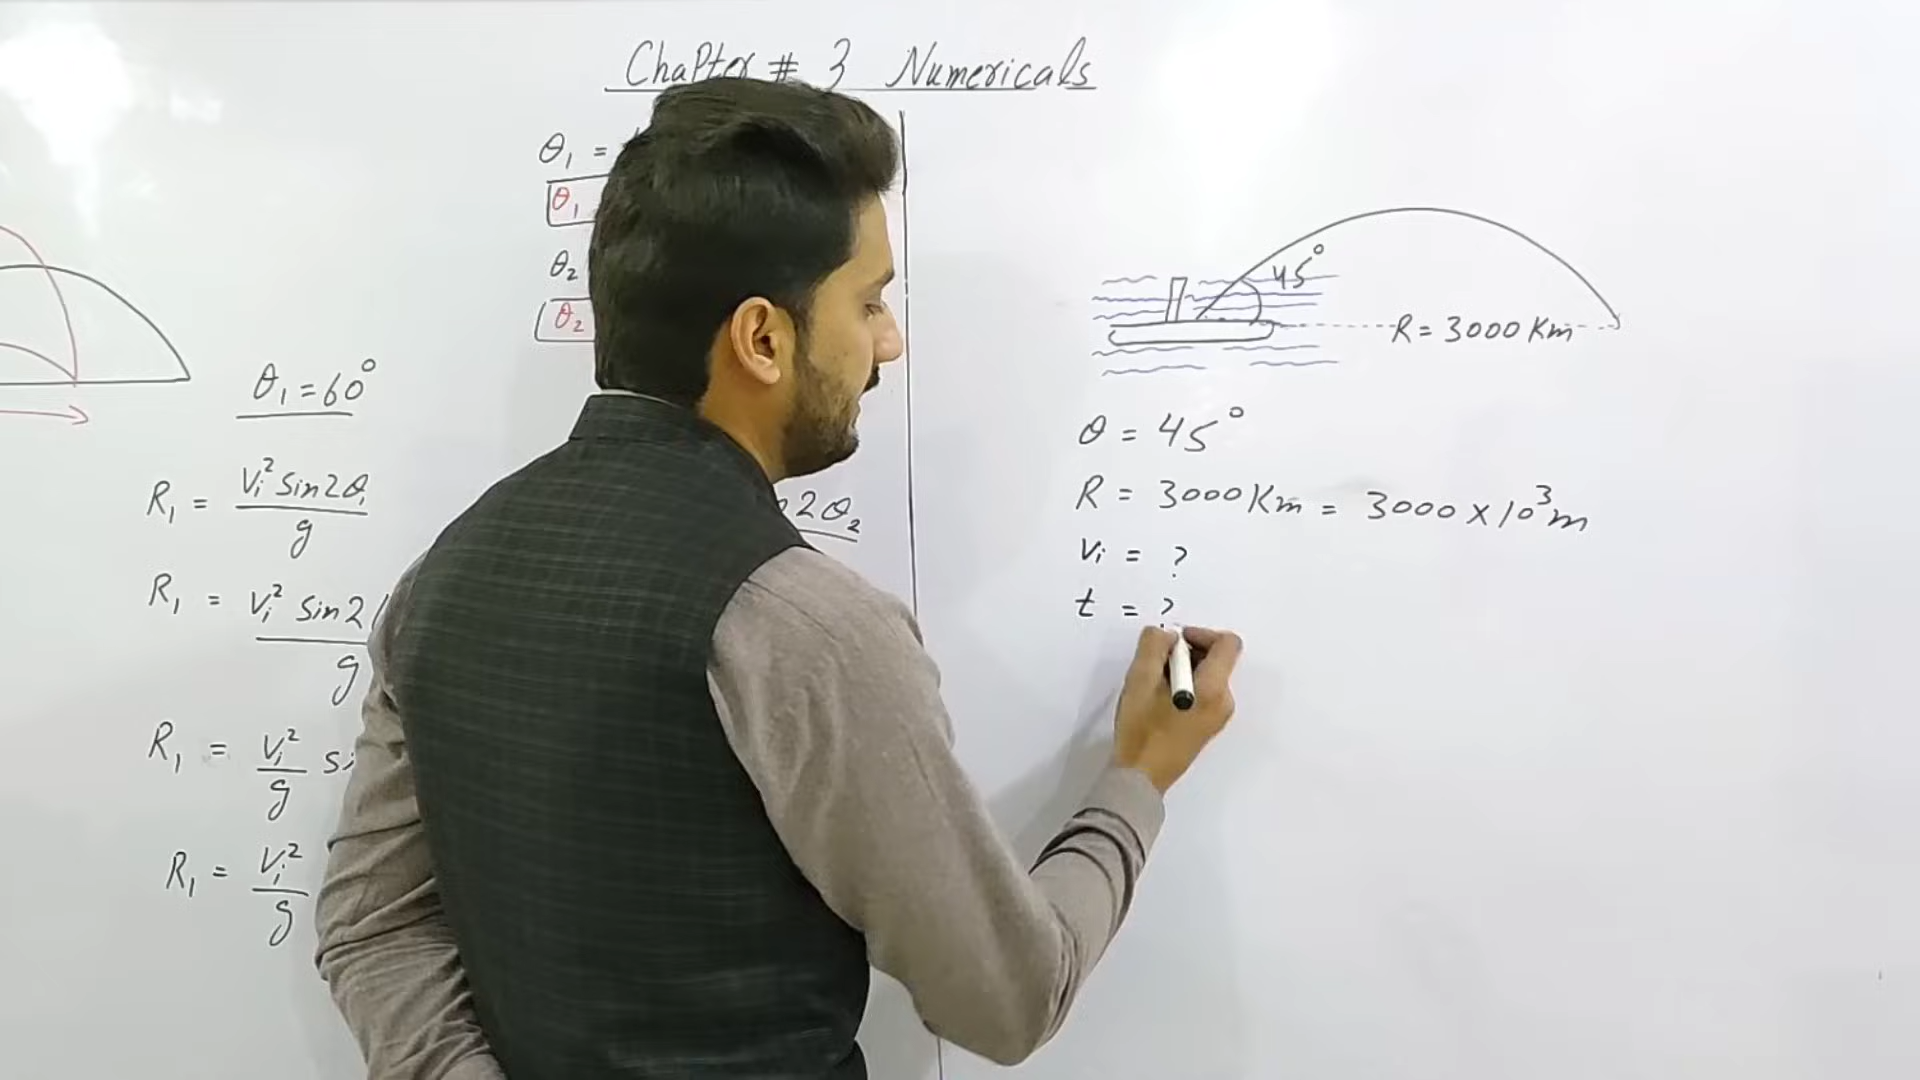 Chapter # 3 Numericals
θ₁ =
θ₁
θ₂
θ₂
θ₁ = 60°
R₁ = Vᵢ² Sin2θ₁ / g
R₁ = Vᵢ² Sin2 / g
R₁ = Vᵢ² / g
R₁ = Vᵢ² / g
2θ₂
45°
R = 3000 Km
θ = 45°
R = 3000 Km = 3000 × 10³ m
Vᵢ = ?
t = ?